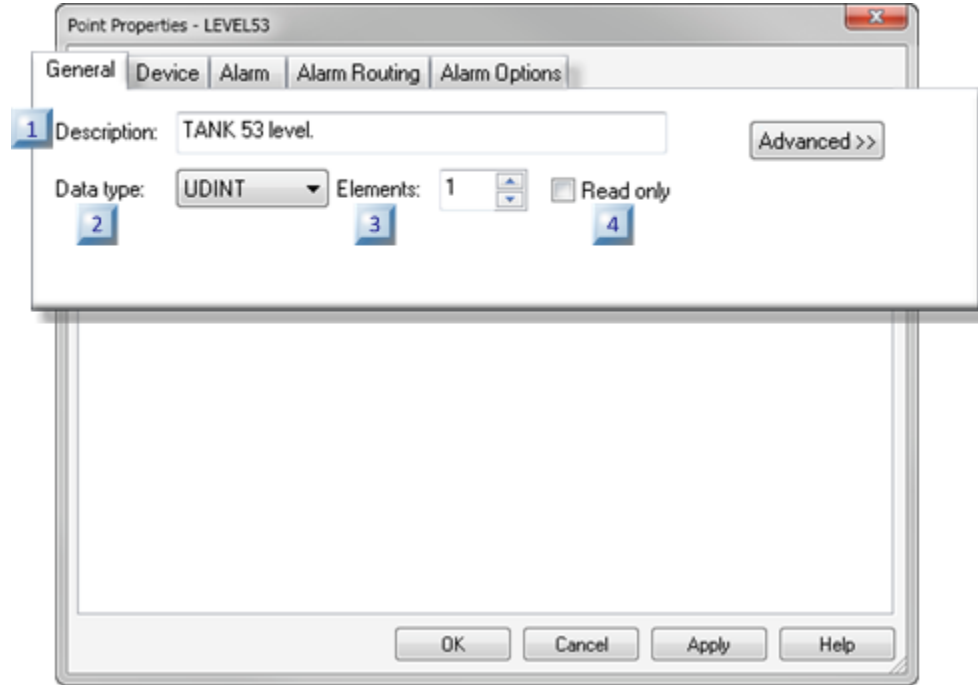 Point Properties - LEVEL53
General Device Alarm Alarm Routing Alarm Options
1 Description: TANK 53 level. Advanced >>
Data type: UDINT Elements: 1 Read only
2 3 4
OK Cancel Apply Help